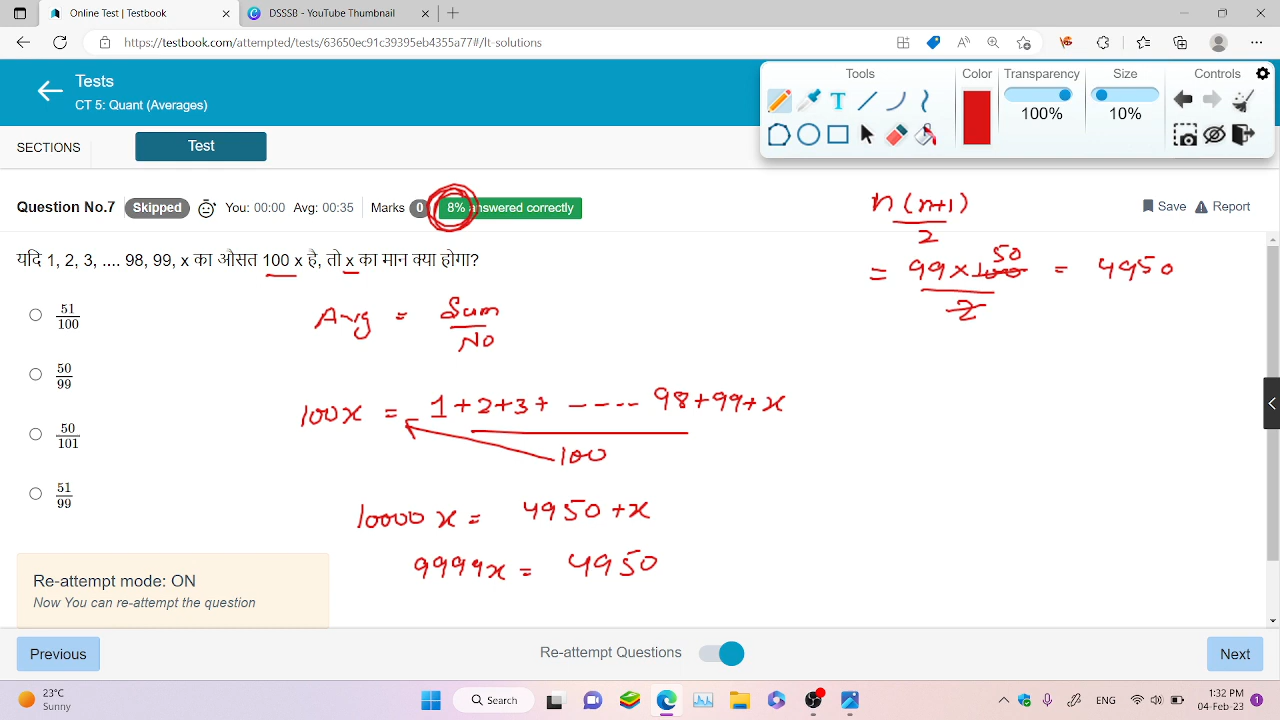 Online Test | Testbook
DSSSB - YouTube Thumbnail
https://testbook.com/attempted/tests/63650ec91c39395eb4355a77#/lt-solutions
Tests
CT 5: Quant (Averages)
Tools
Color
Transparency
Size
Controls
100%
10%
SECTIONS
Test
Question No.7
Skipped
You: 00:00
Avg: 00:35
Marks
0
8% answered correctly
Save
Report
n(n+1)
2
= 99 × 100 50 = 4950
2
यदि 1, 2, 3, .... 98, 99, x का औसत 100 x है, तो x का मान क्या होगा?
51/100
50/99
50/101
51/99
Avg = Sum
No
100x = 1+2+3+ ----- 98+99+x
100
10000 x = 4950 + x
9999x = 4950
Re-attempt mode: ON
Now You can re-attempt the question
Previous
Re-attempt Questions
Next
23°C
Sunny
Search
ENG
1:32 PM
04-Feb-23
1